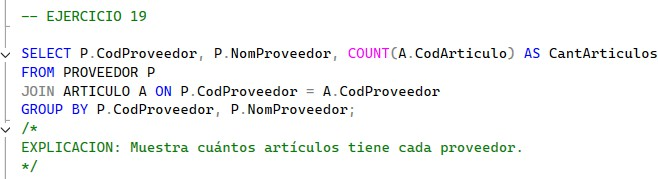 -- EJERCICIO 19
SELECT P.CodProveedor, P.NomProveedor, COUNT(A.CodArticulo) AS CantArticulos
FROM PROVEEDOR P
JOIN ARTICULO A ON P.CodProveedor = A.CodProveedor
GROUP BY P.CodProveedor, P.NomProveedor;
/*
EXPLICACION: Muestra cuántos artículos tiene cada proveedor.
*/